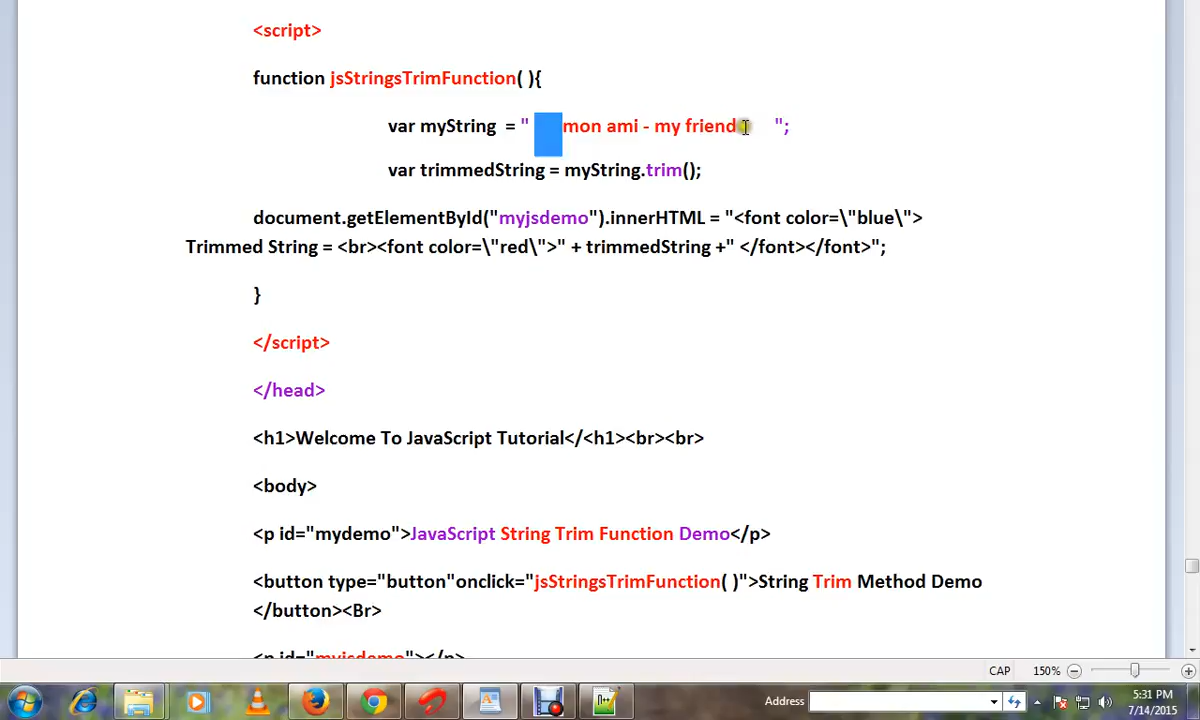 <script>
function jsStringsTrimFunction( ){
var myString  = "      mon ami - my friend      ";
var trimmedString = myString.trim();
document.getElementById("myjsdemo").innerHTML = "<font color=\"blue\">
Trimmed String = <br><font color=\"red\">" + trimmedString +" </font></font>";
}
</script>
</head>
<h1>Welcome To JavaScript Tutorial</<h1><br><br>
<body>
<p id="mydemo">JavaScript String Trim Function Demo</p>
<button type="button"onclick="jsStringsTrimFunction( )">String Trim Method Demo
</button><Br>
<p id="myjsdemo"></p>
CAP 150%
Address 5:31 PM
7/14/2015